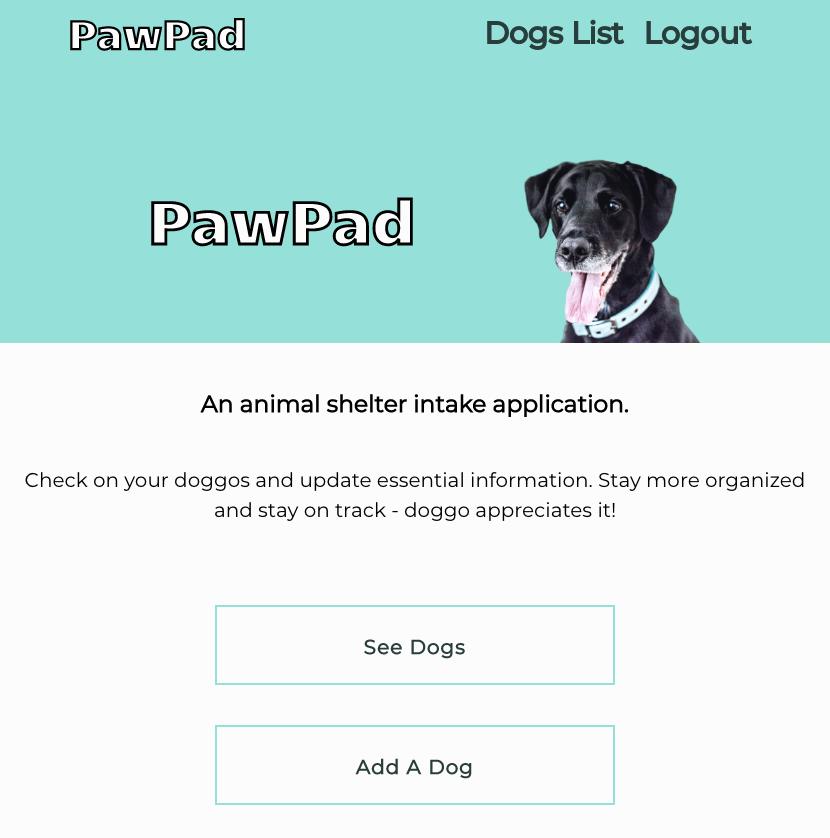 PawPad
Dogs List Logout
PawPad
An animal shelter intake application.
Check on your doggos and update essential information. Stay more organized
and stay on track - doggo appreciates it!
See Dogs
Add A Dog